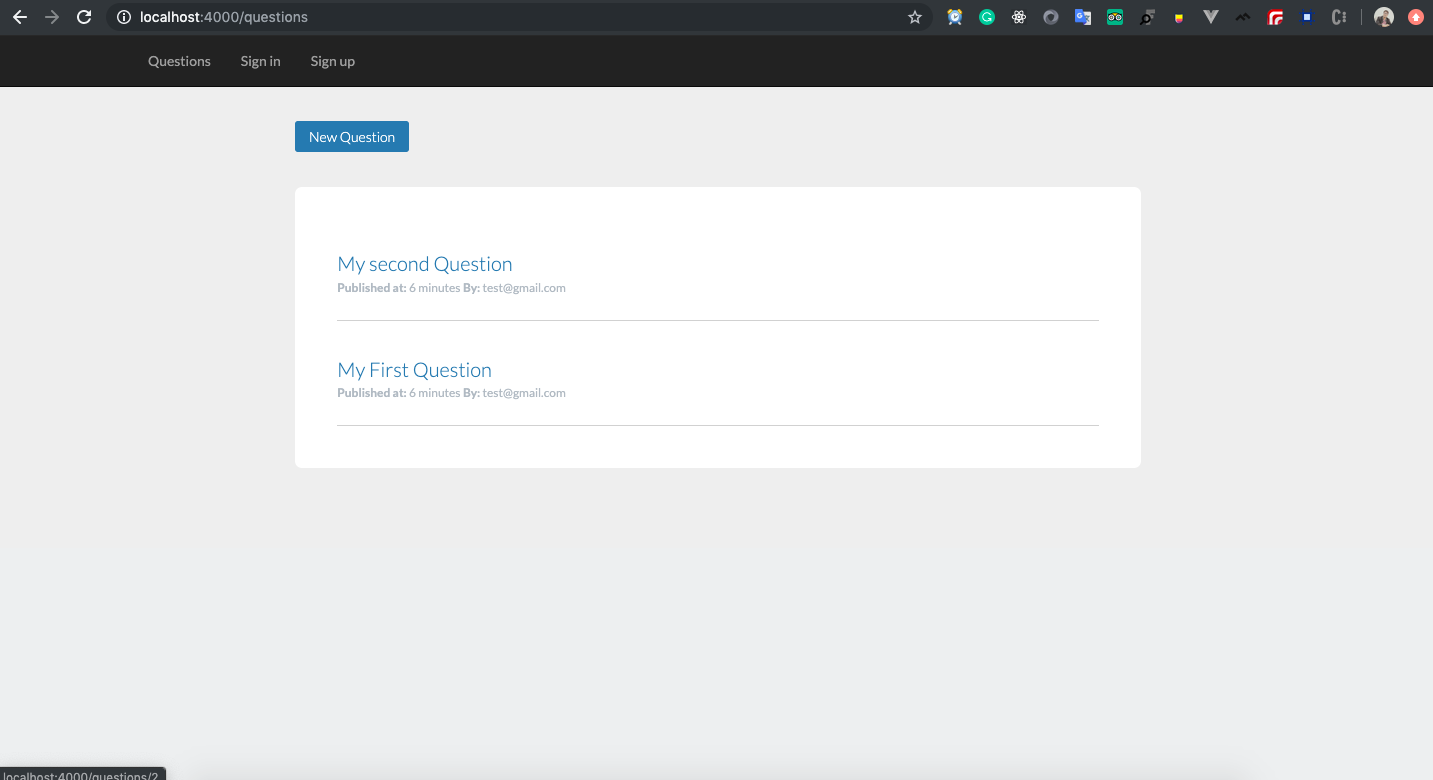 localhost:4000/questions
Questions Sign in Sign up
New Question
My second Question
Published at: 6 minutes By: test@gmail.com
My First Question
Published at: 6 minutes By: test@gmail.com
localhost:4000/questions/2